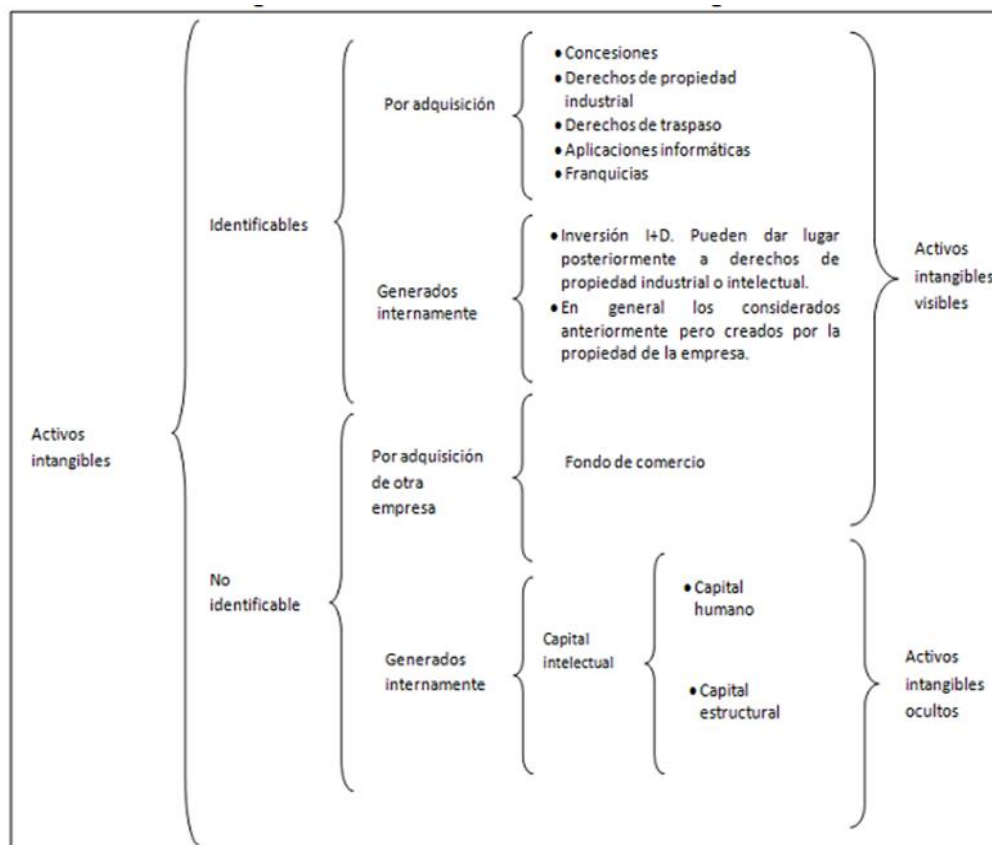 Activos
intangibles
Identificables
Por adquisición
• Concesiones
• Derechos de propiedad
industrial
• Derechos de traspaso
• Aplicaciones informáticas
• Franquicias
Generados
internamente
• Inversión I+D. Pueden dar lugar
posteriormente a derechos de
propiedad industrial o intelectual.
• En general los considerados
anteriormente pero creados por la
propiedad de la empresa.
Activos
intangibles
visibles
No
identificable
Por adquisición
de otra
empresa
Fondo de comercio
Generados
internamente
Capital
intelectual
• Capital
humano
• Capital
estructural
Activos
intangibles
ocultos